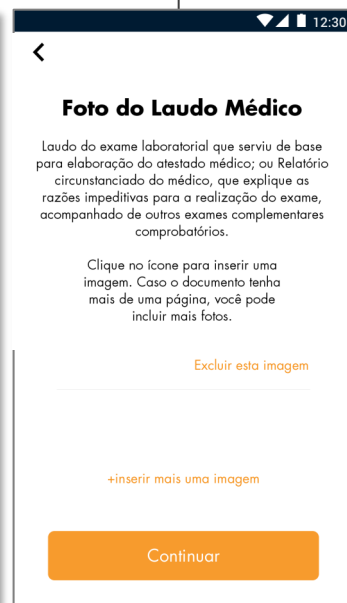 12:30
Foto do Laudo Médico
Laudo do exame laboratorial que serviu de base
para elaboração do atestado médico; ou Relatório
circunstanciado do médico, que explique as
razões impeditivas para a realização do exame,
acompanhado de outros exames complementares
comprobatórios.
Clique no ícone para inserir uma
imagem. Caso o documento tenha
mais de uma página, você pode
incluir mais fotos.
Excluir esta imagem
+inserir mais uma imagem
Continuar